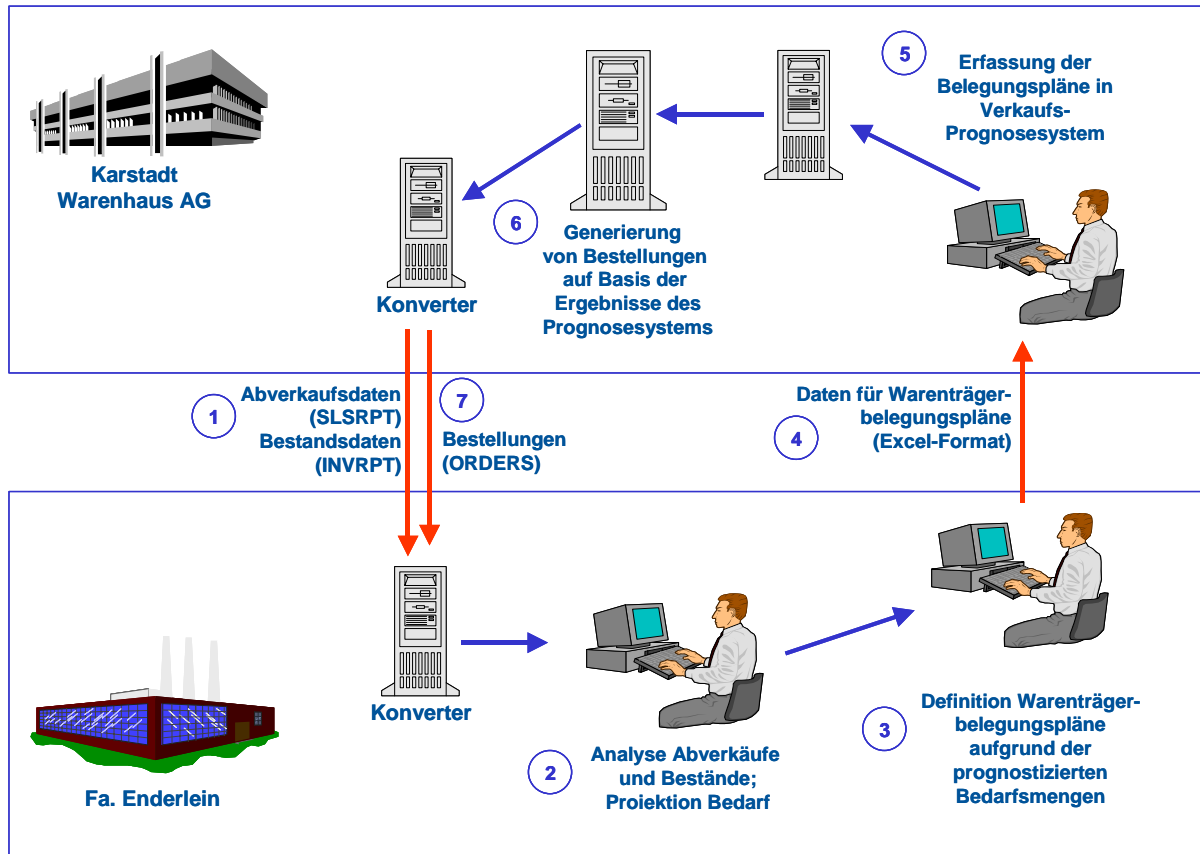 5
Erfassung der
Belegungspläne in
Verkaufs-
Prognosesystem
Karstadt
Warenhaus AG
6
Generierung
von Bestellungen
auf Basis der
Ergebnisse des
Prognosesystems
Konverter
1
Abverkaufsdaten
(SLSRPT)
Bestandsdaten
(INVRPT)
7
Bestellungen
(ORDERS)
4
Daten für Warenträger-
belegungspläne
(Excel-Format)
Konverter
Fa. Enderlein
2
Analyse Abverkäufe
und Bestände;
Proiektion Bedarf
3
Definition Warenträger-
belegungspläne
aufgrund der
prognostizierten
Bedarfsmengen